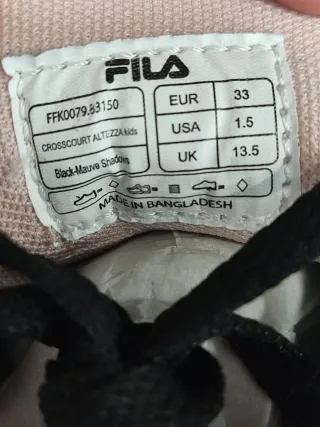 FILA
FFK0079.83150
CROSSCOURT ALTEZZA kids
Black-Mauve Shadows
EUR 33
USA 1.5
UK 13.5
MADE IN BANGLADESH